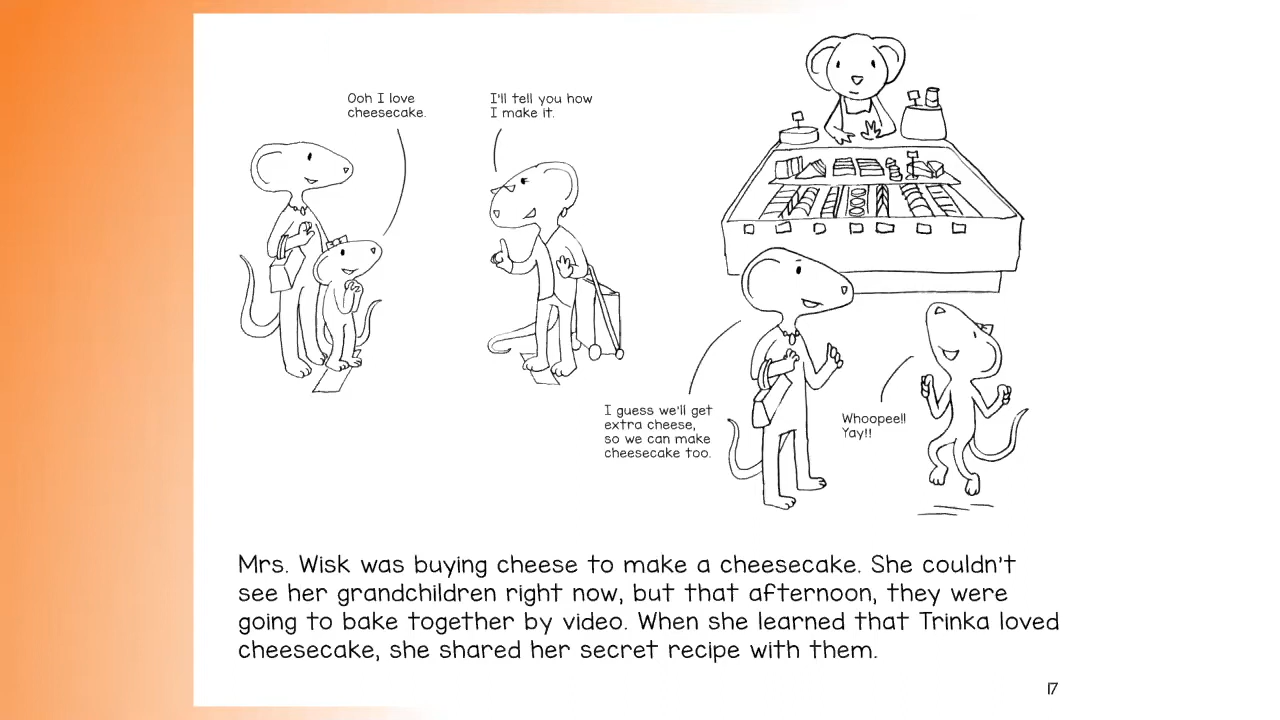 Ooh I love
cheesecake.
I'll tell you how
I make it.
I guess we'll get
extra cheese,
so we can make
cheesecake too.
Whoopee!!
Yay!!
Mrs. Wisk was buying cheese to make a cheesecake. She couldn't
see her grandchildren right now, but that afternoon, they were
going to bake together by video. When she learned that Trinka loved
cheesecake, she shared her secret recipe with them.
17